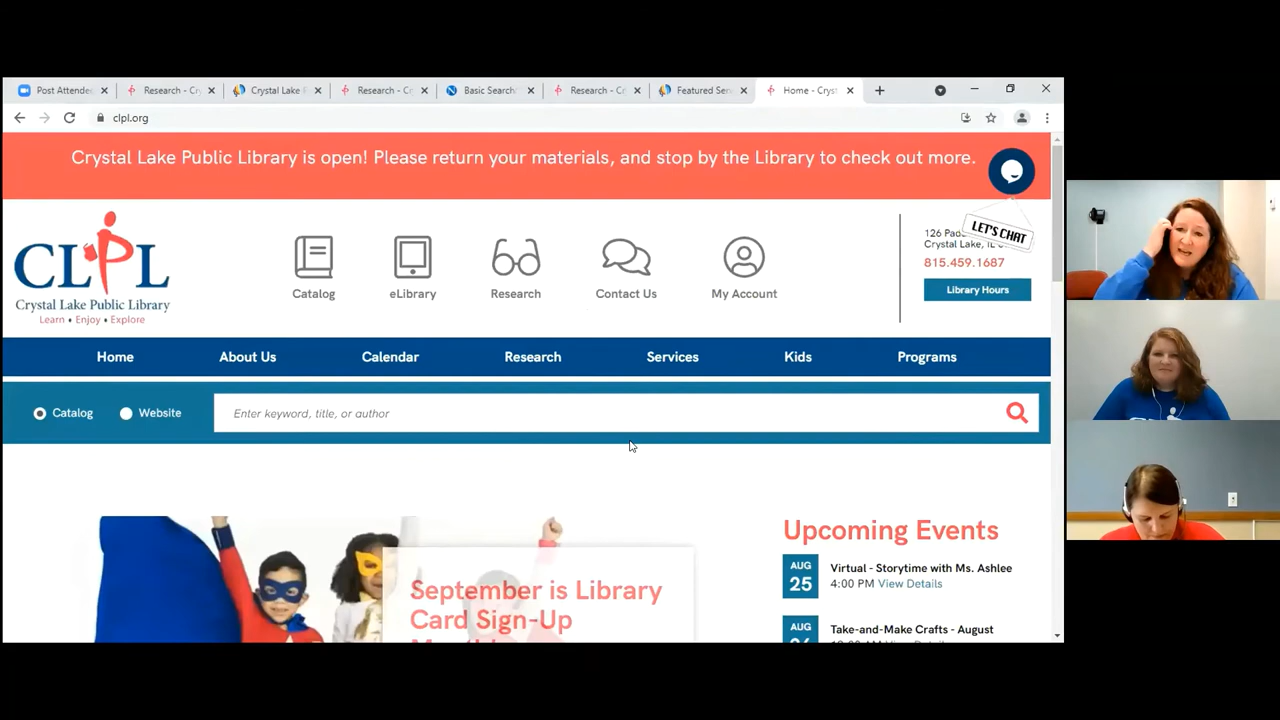 Post Attende
Research - Cry
Crystal Lake
Research - Cr
Basic Search
Research - Cr
Featured Ser
Home - Cryst
clpl.org
Crystal Lake Public Library is open! Please return your materials, and stop by the Library to check out more.
LET'S CHAT
CLPL
Crystal Lake Public Library
Learn • Enjoy • Explore
Catalog
eLibrary
Research
Contact Us
My Account
126 Pad
Crystal Lake, IL
815.459.1687
Library Hours
Home
About Us
Calendar
Research
Services
Kids
Programs
Catalog
Website
Enter keyword, title, or author
September is Library
Card Sign-Up
Upcoming Events
AUG
25
Virtual - Storytime with Ms. Ashlee
4:00 PM View Details
AUG
Take-and-Make Crafts - August